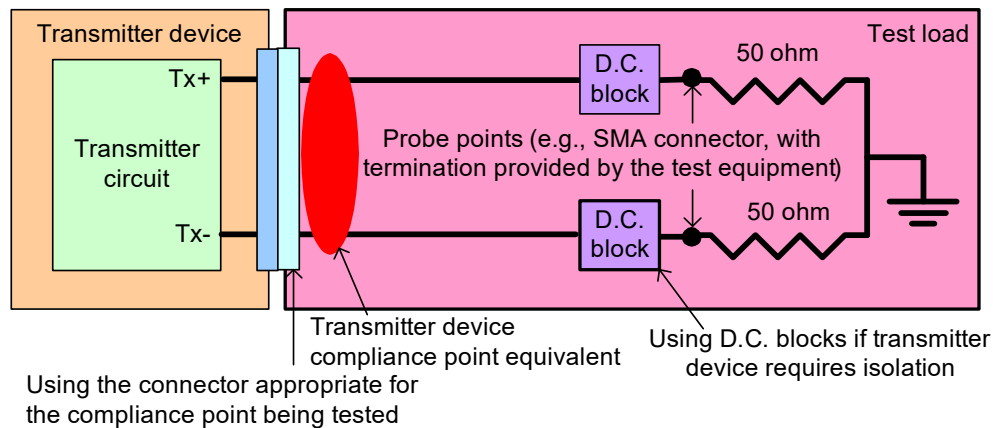 Transmitter device
Test load
50 ohm
Tx+
D.C.
block
Probe points (e.g., SMA connector, with
termination provided by the test equipment)
Transmitter
circuit
Tx-
D.C.
block
50 ohm
Transmitter device
compliance point equivalent
Using D.C. blocks if transmitter
device requires isolation
Using the connector appropriate for
the compliance point being tested